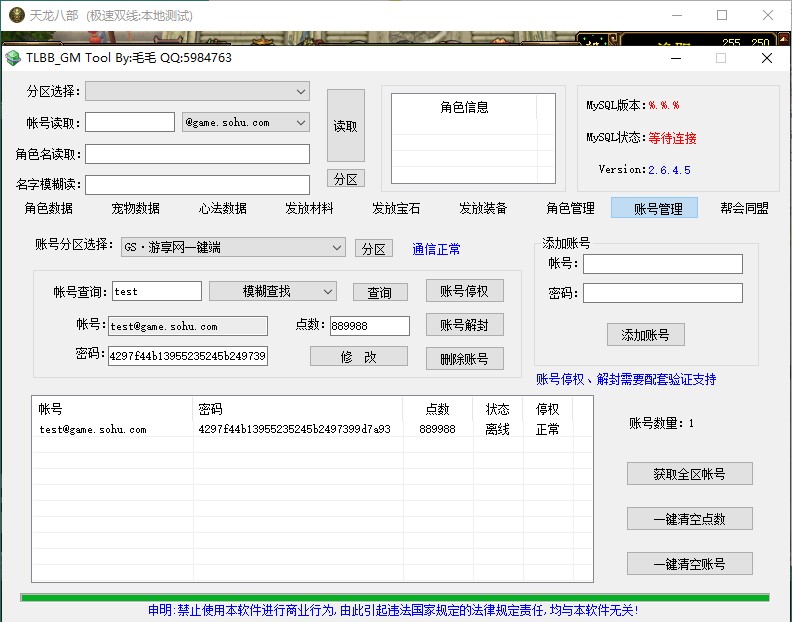 天龙八部 (极速双线:本地测试)
255 250
TLBB_GM Tool By:毛毛 QQ:5984763
分区选择:
帐号读取: @game.sohu.com
角色名读取:
名字模糊读:
读取
分区
角色信息
MySQL版本:%.%.%
MySQL状态:等待连接
Version:2.6.4.5
角色数据 宠物数据 心法数据 发放材料 发放宝石 发放装备 角色管理 账号管理 帮会同盟
账号分区选择: GS·游享网一键端 分区 通信正常
帐号查询: test 模糊查找 查询 账号停权
帐号: test@game.sohu.com 点数: 889988 账号解封
密码: 4297f44b13955235245b249739 修 改 删除账号
添加账号
帐号:
密码:
添加账号
账号停权、解封需要配套验证支持
帐号 密码 点数 状态 停权
test@game.sohu.com 4297f44b13955235245b2497399d7a93 889988 离线 正常
账号数量: 1
获取全区帐号
一键清空点数
一键清空账号
申明:禁止使用本软件进行商业行为,由此引起违法国家规定的法律规定责任,均与本软件无关!